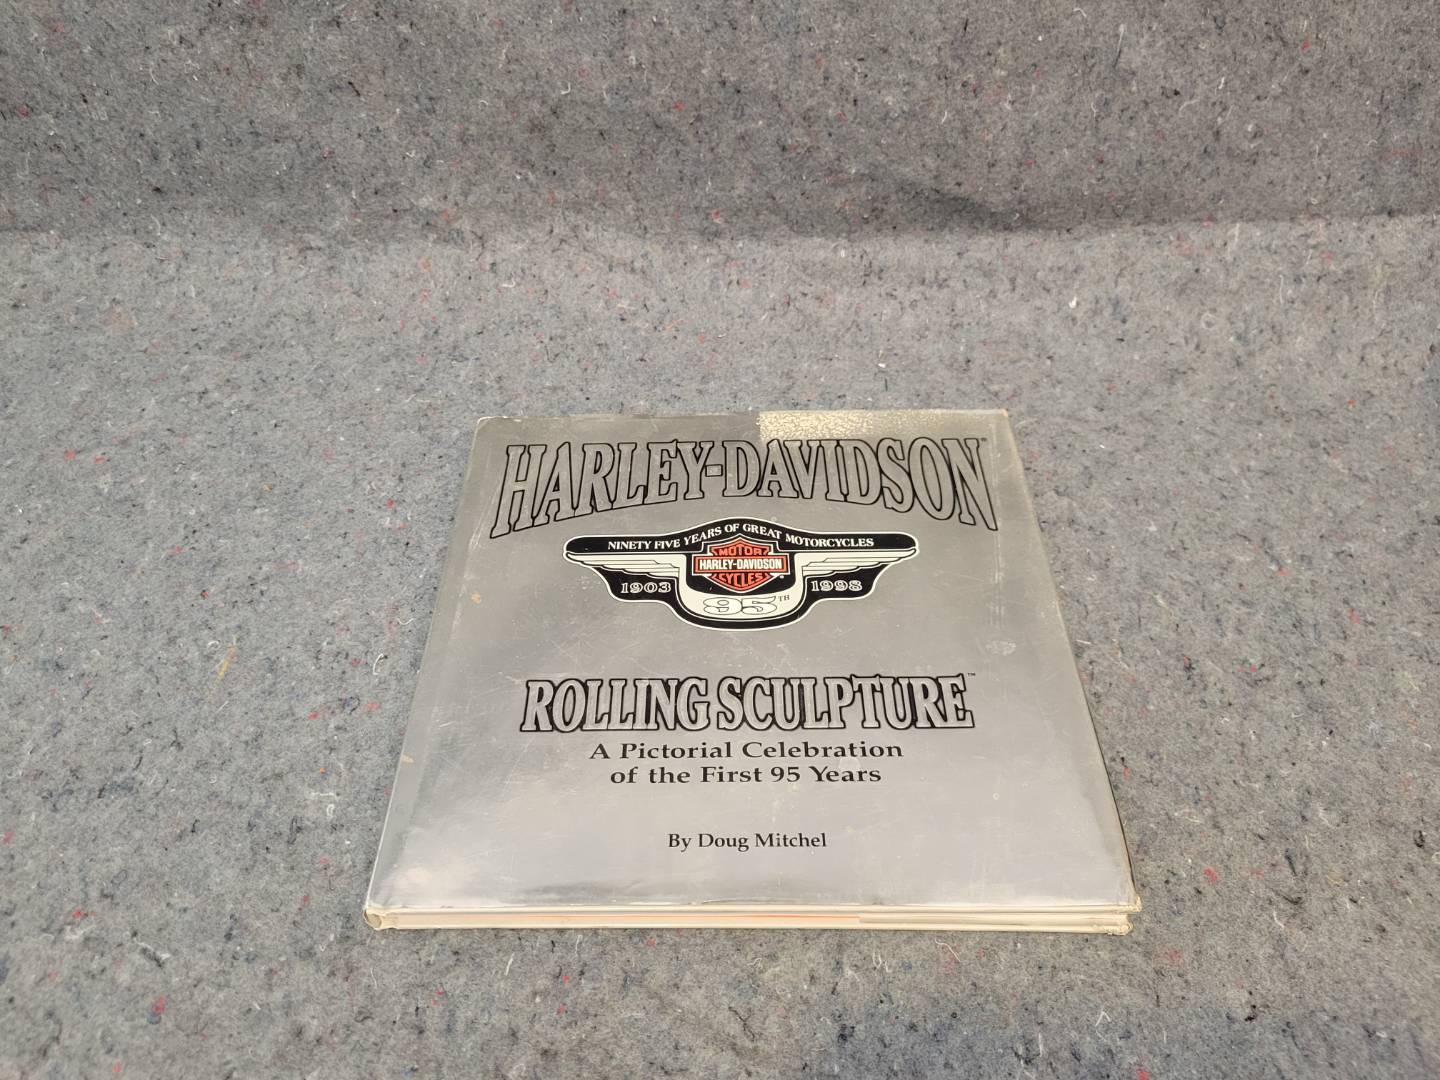 HARLEY-DAVIDSON®
NINETY FIVE YEARS OF GREAT MOTORCYCLES
MOTOR
HARLEY-DAVIDSON
CYCLES
1903
1998
95TH
ROLLING SCULPTURE™
A Pictorial Celebration
of the First 95 Years
By Doug Mitchel